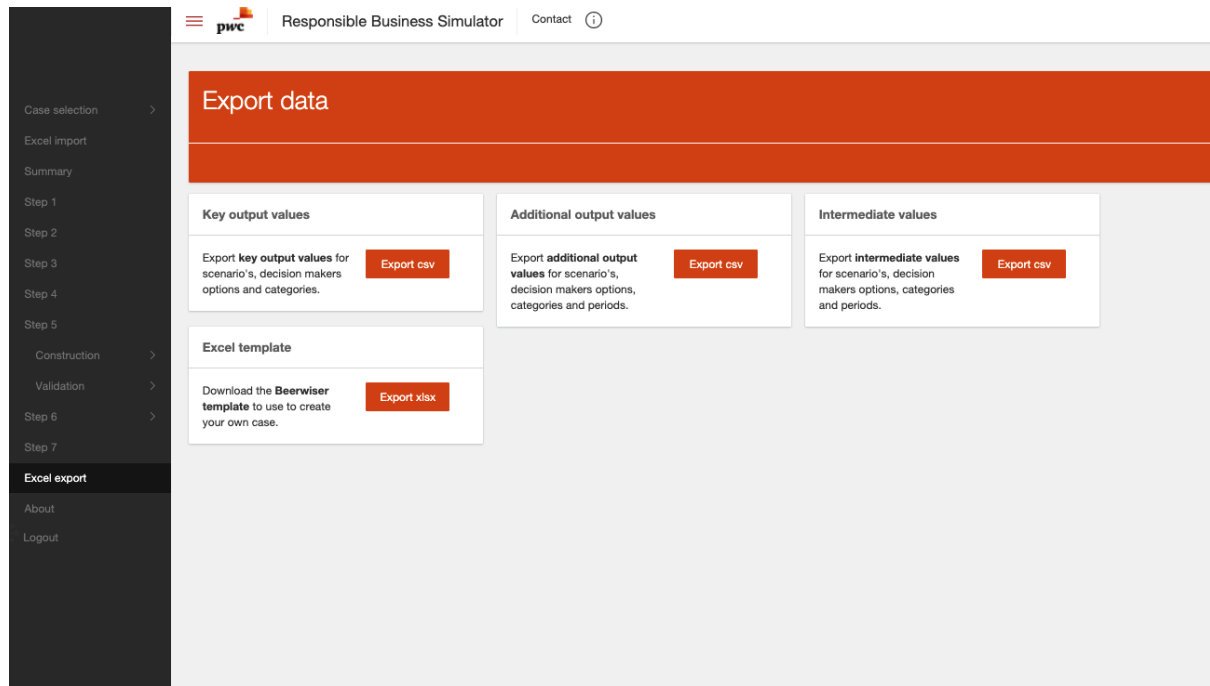 pwc
Responsible Business Simulator
Contact
Case selection
Excel import
Summary
Step 1
Step 2
Step 3
Step 4
Step 5
Construction
Validation
Step 6
Step 7
Excel export
About
Logout
Export data
Key output values
Export key output values for
scenario's, decision makers
options and categories.
Export csv
Additional output values
Export additional output
values for scenario's,
decision makers options,
categories and periods.
Export csv
Intermediate values
Export intermediate values
for scenario's, decision
makers options, categories
and periods.
Export csv
Excel template
Download the Beerwiser
template to use to create
your own case.
Export xlsx